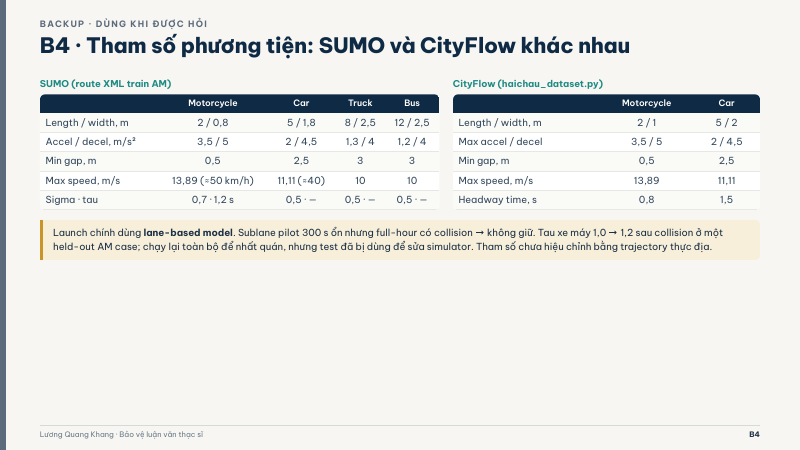 BACKUP · DÙNG KHI ĐƯỢC HỎI
B4 · Tham số phương tiện: SUMO và CityFlow khác nhau
SUMO (route XML train AM)
Motorcycle Car Truck Bus
Length / width, m 2 / 0,8 5 / 1,8 8 / 2,5 12 / 2,5
Accel / decel, m/s² 3,5 / 5 2 / 4,5 1,3 / 4 1,2 / 4
Min gap, m 0,5 2,5 3 3
Max speed, m/s 13,89 (≈50 km/h) 11,11 (≈40) 10 10
Sigma · tau 0,7 · 1,2 s 0,5 · — 0,5 · — 0,5 · —
CityFlow (haichau_dataset.py)
Motorcycle Car
Length / width, m 2 / 1 5 / 2
Max accel / decel 3,5 / 5 2 / 4,5
Min gap, m 0,5 2,5
Max speed, m/s 13,89 11,11
Headway time, s 0,8 1,5
Launch chính dùng lane-based model. Sublane pilot 300 s ổn nhưng full-hour có collision → không giữ. Tau xe máy 1,0 → 1,2 sau collision ở một
held-out AM case; chạy lại toàn bộ để nhất quán, nhưng test đã bị dùng để sửa simulator. Tham số chưa hiệu chỉnh bằng trajectory thực địa.
Lương Quang Khang · Bảo vệ luận văn thạc sĩ
B4